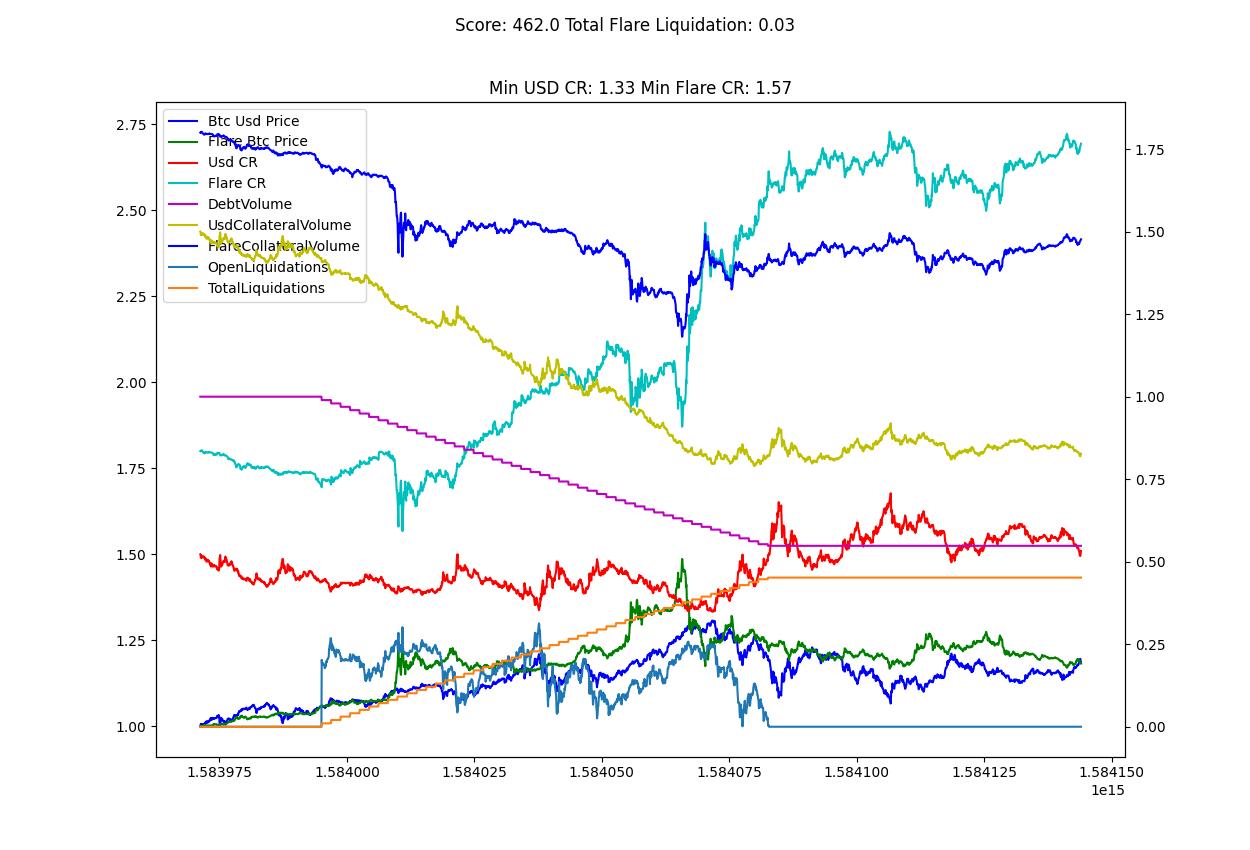 Score: 462.0 Total Flare Liquidation: 0.03
Min USD CR: 1.33 Min Flare CR: 1.57
Btc Usd Price
Flare Btc Price
Usd CR
Flare CR
DebtVolume
UsdCollateralVolume
FlareCollateralVolume
OpenLiquidations
TotalLiquidations
2.75
2.50
2.25
2.00
1.75
1.50
1.25
1.00
1.75
1.50
1.25
1.00
0.75
0.50
0.25
0.00
1.583975 1.584000 1.584025 1.584050 1.584075 1.584100 1.584125 1.584150
1e15